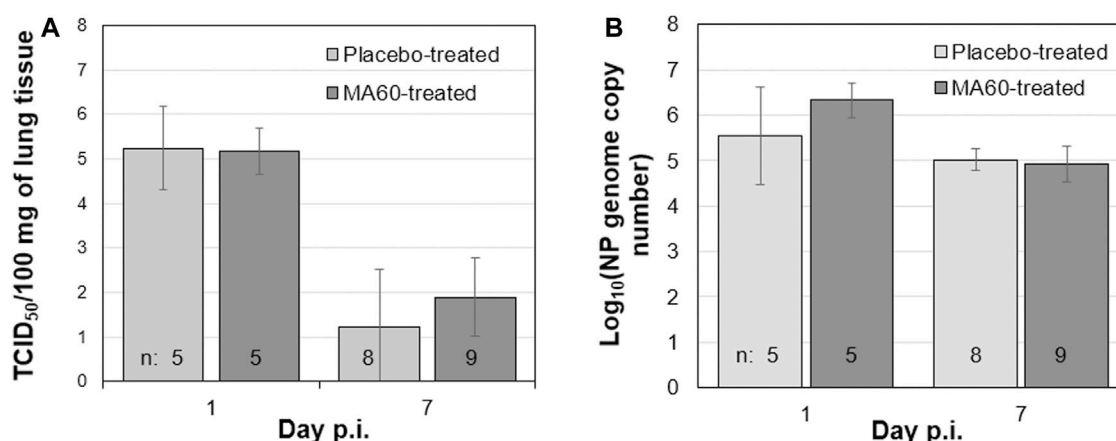 A
TCID₅₀/100 mg of lung tissue
8
7
6
5
4
3
2
1
0
Placebo-treated
MA60-treated
n: 5
5
8
9
1
7
Day p.i.
B
Log₁₀(NP genome copy
number)
8
7
6
5
4
3
2
1
0
Placebo-treated
MA60-treated
n: 5
5
8
9
1
7
Day p.i.